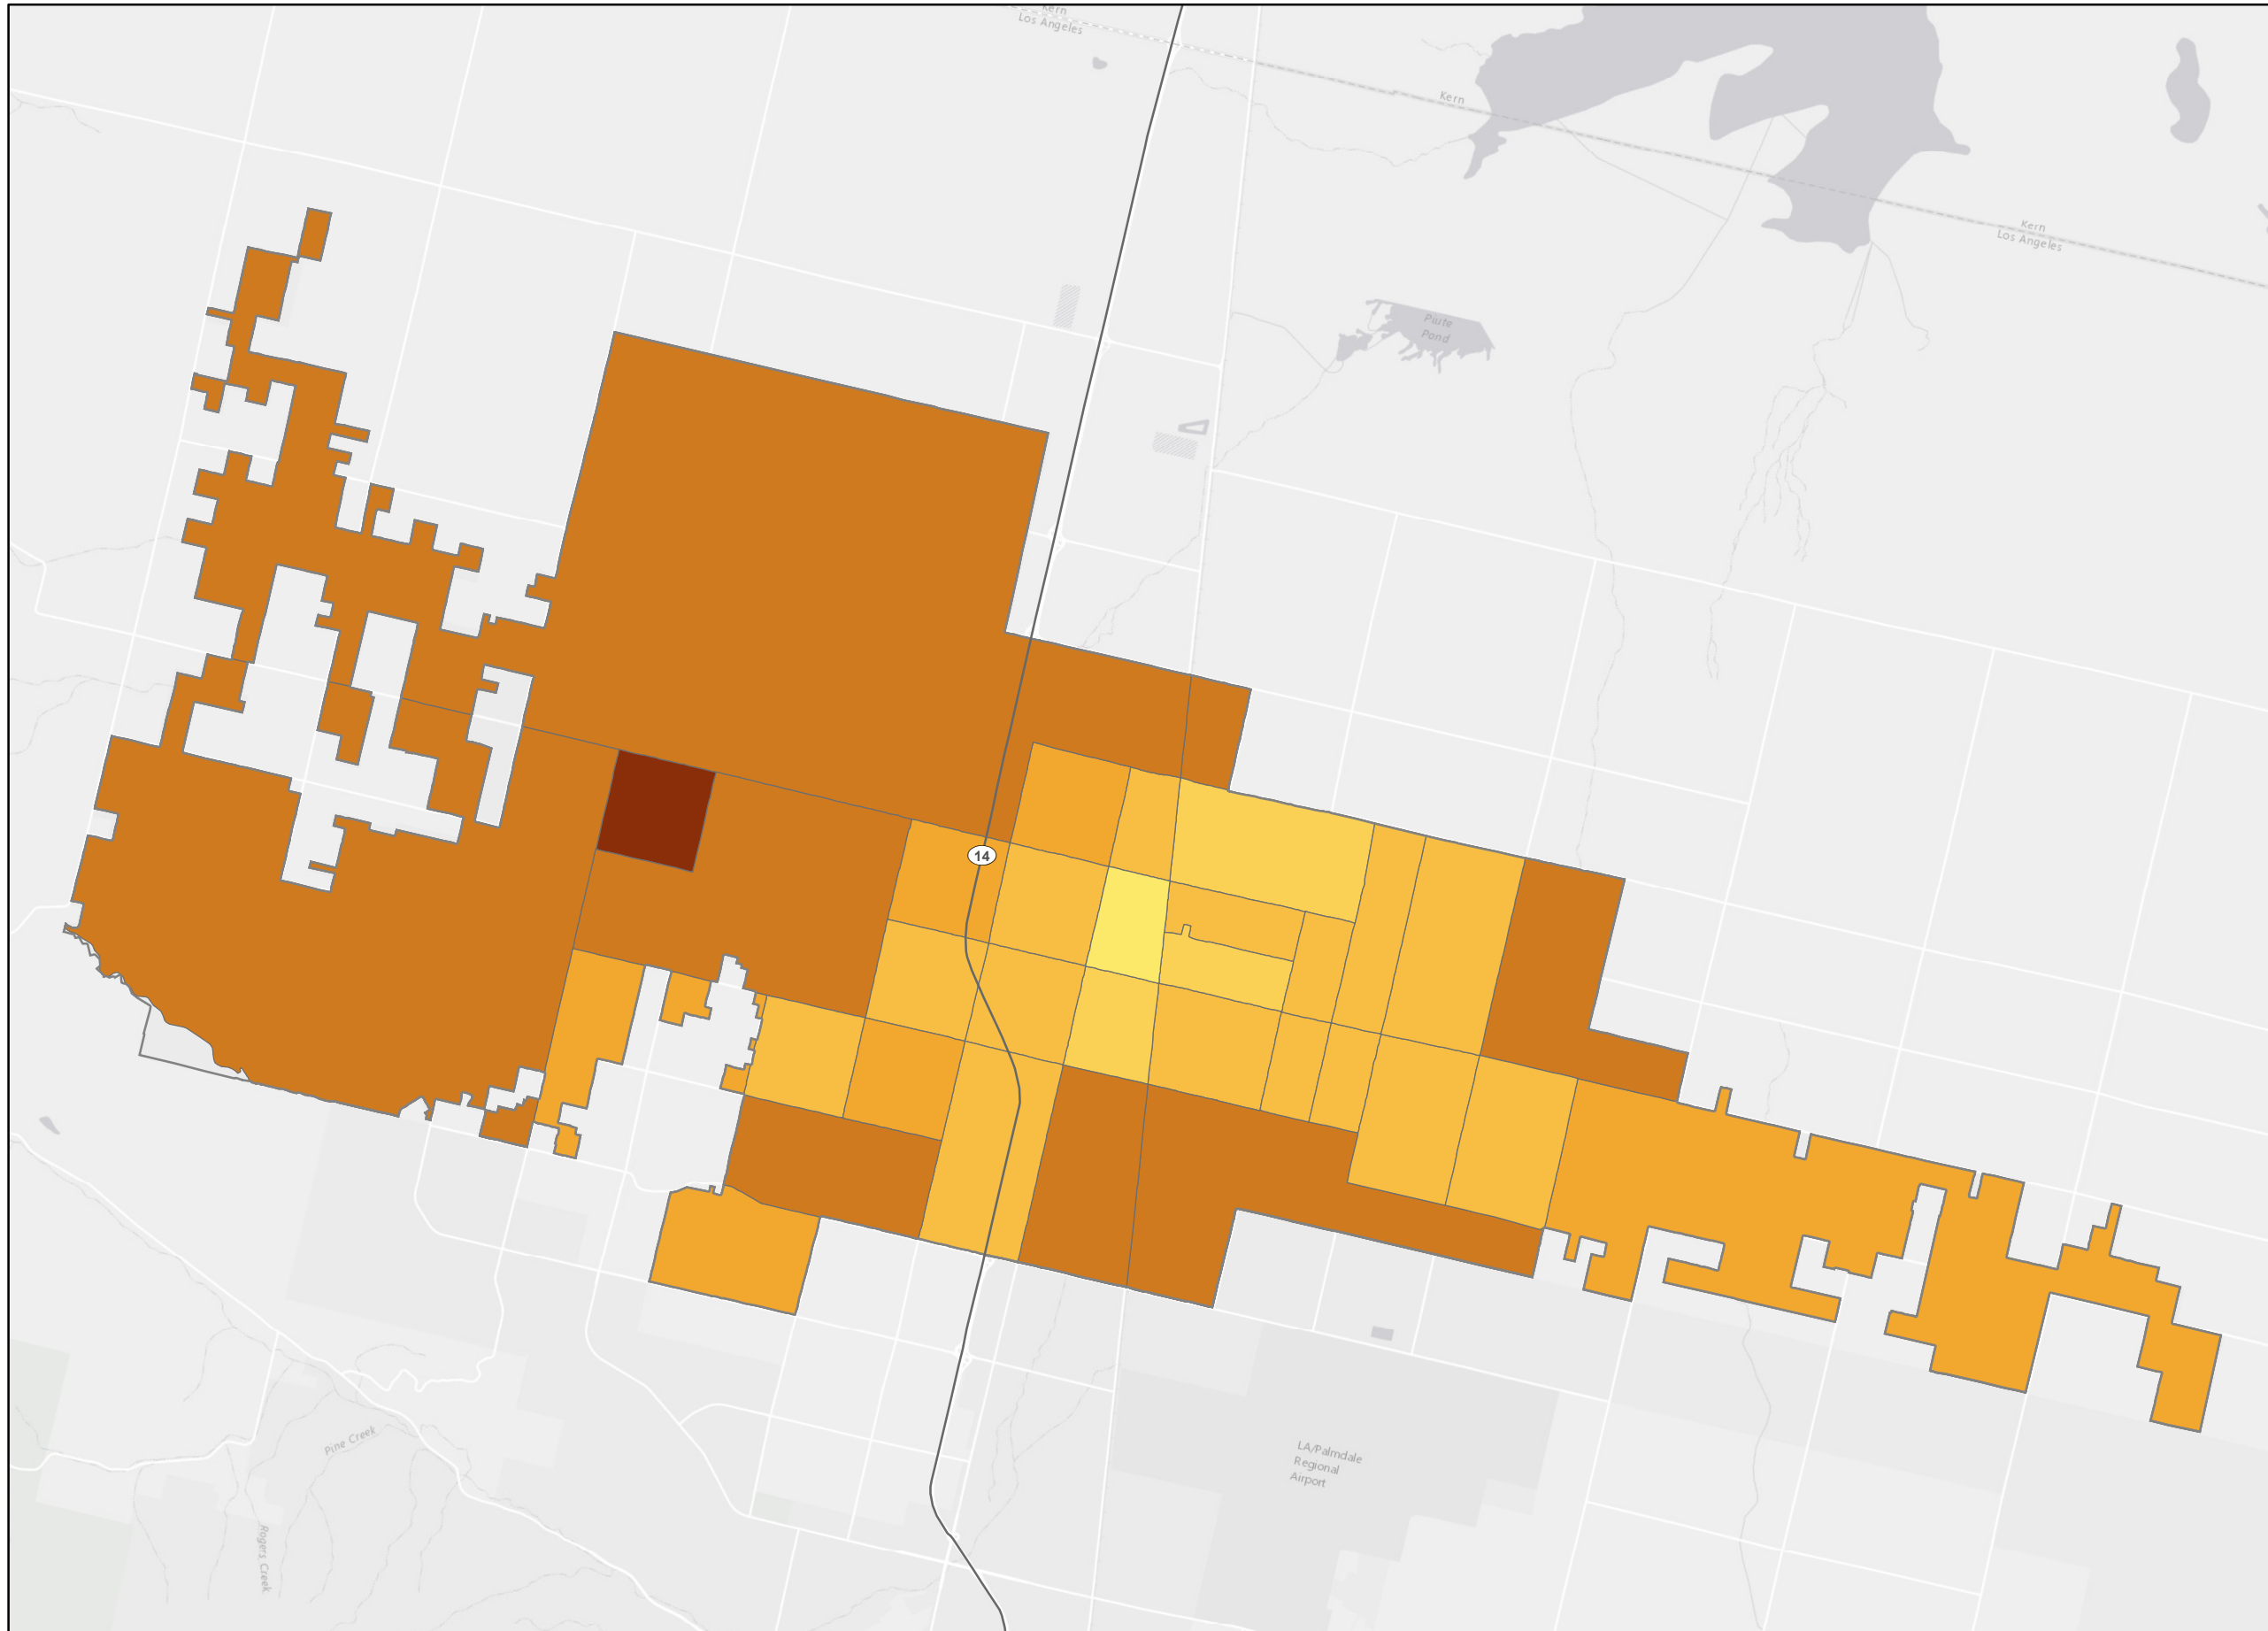 Kern
Los Angeles
Kern
Kern
Los Angeles
Piute
Pond
14
LA/Palmdale
Regional
Airport
Pine Creek
Rogers Creek